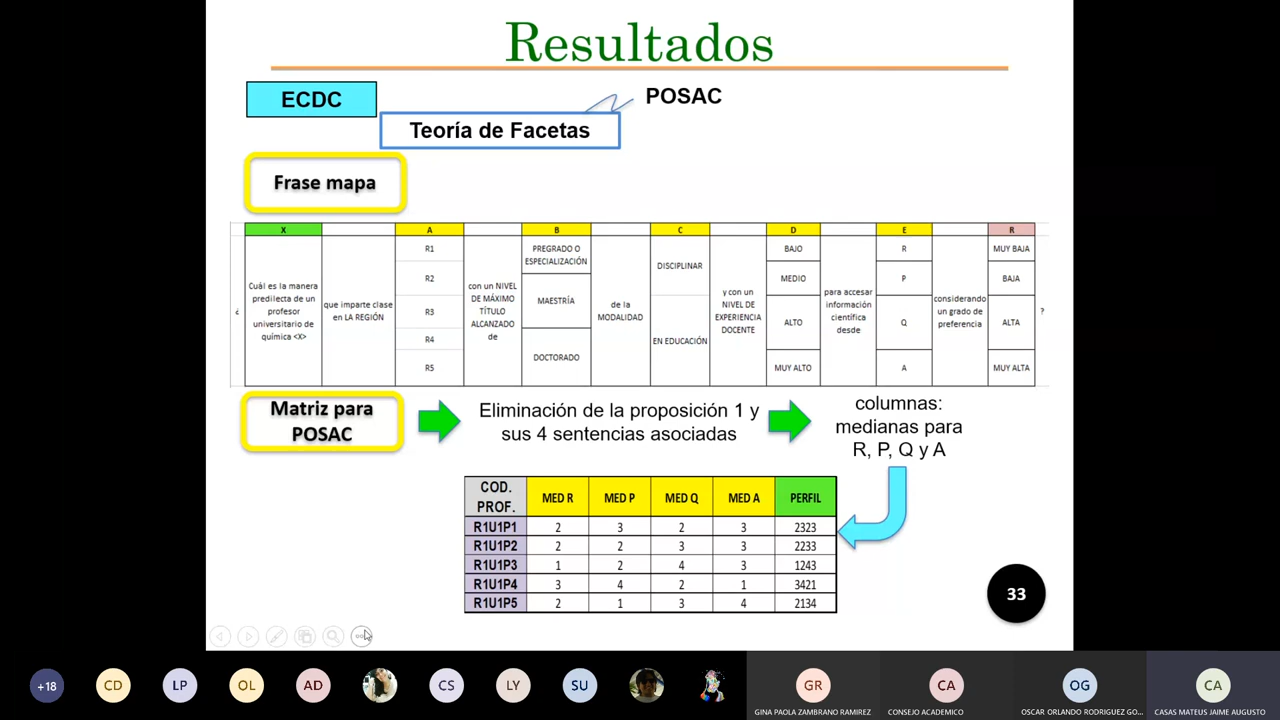 Resultados
ECDC
POSAC
Teoría de Facetas
Frase mapa
X A B C D E R
¿
Cuál es la manera
predilecta de un
profesor
universitario de
química <X>
que imparte clase
en LA REGIÓN
R1
R2
R3
R4
R5
con un NIVEL
DE MÁXIMO
TÍTULO
ALCANZADO
de
PREGRADO O
ESPECIALIZACIÓN
MAESTRÍA
DOCTORADO
de la
MODALIDAD
DISCIPLINAR
EN EDUCACIÓN
y con un
NIVEL DE
EXPERIENCIA
DOCENTE
BAJO
MEDIO
ALTO
MUY ALTO
para accesar
información
científica
desde
R
P
Q
A
considerando
un grado de
preferencia
MUY BAJA
BAJA
ALTA
MUY ALTA
?
Matriz para
POSAC
Eliminación de la proposición 1 y
sus 4 sentencias asociadas
columnas:
medianas para
R, P, Q y A
COD.
PROF.
MED R MED P MED Q MED A PERFIL
R1U1P1 2 3 2 3 2323
R1U1P2 2 2 3 3 2233
R1U1P3 1 2 4 3 1243
R1U1P4 3 4 2 1 3421
R1U1P5 2 1 3 4 2134
33
+18 CD LP OL AD CS LY SU GR CA OG CA
GINA PAOLA ZAMBRANO RAMIREZ CONSEJO ACADEMICO OSCAR ORLANDO RODRIGUEZ GO... CASAS MATEUS JAIME AUGUSTO